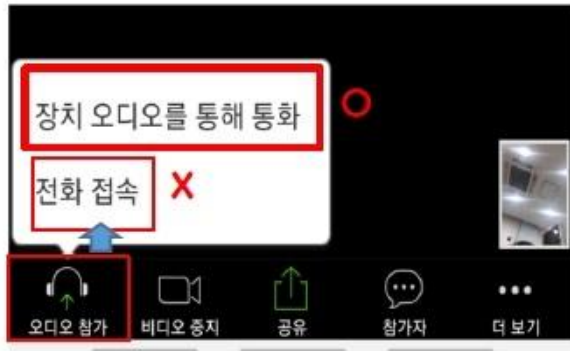 장치 오디오를 통해 통화
전화 접속
오디오 참가 비디오 중지 공유 참가자 더 보기